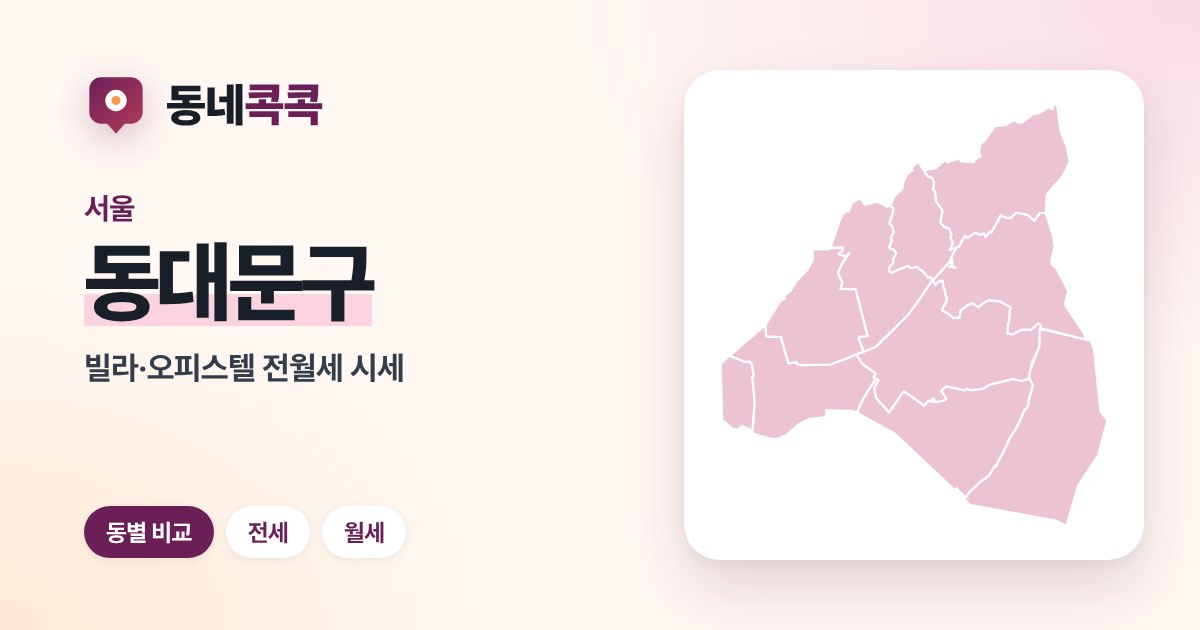 동네콕콕
서울
동대문구
빌라·오피스텔 전월세 시세
동별 비교
전세
월세